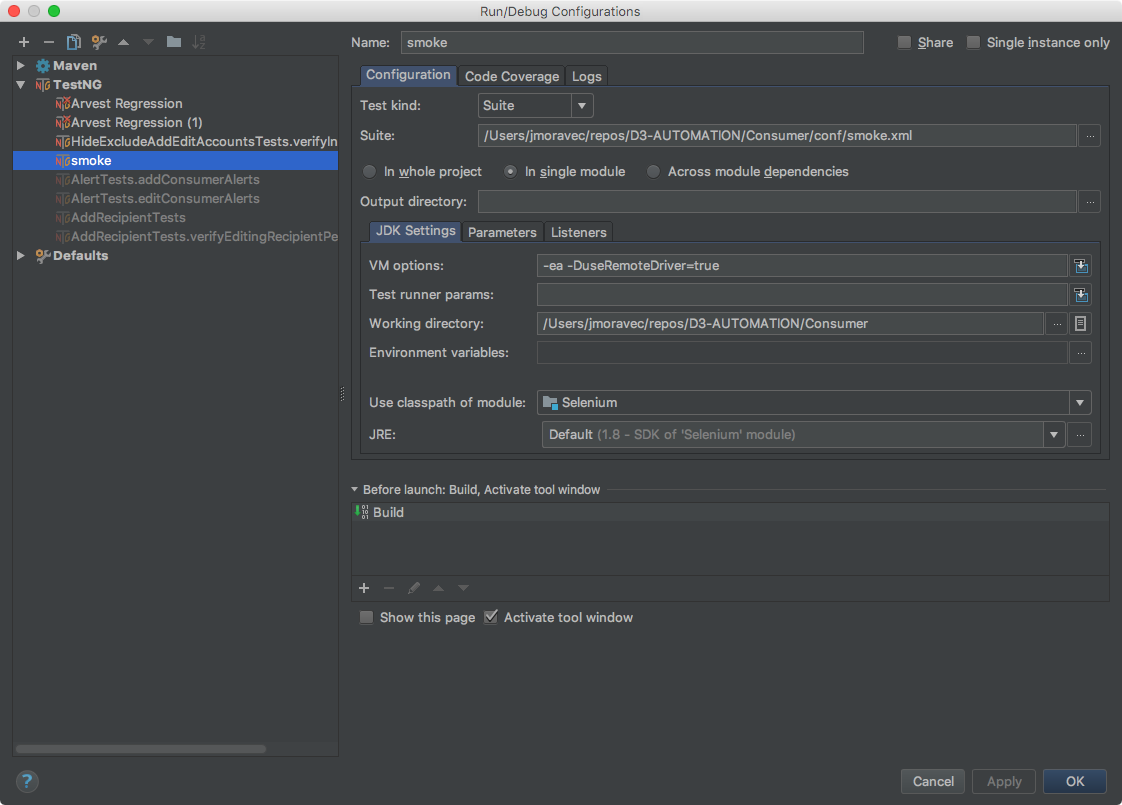 Run/Debug Configurations
Name: smoke Share Single instance only
Maven
TestNG
Arvest Regression
Arvest Regression (1)
HideExcludeAddEditAccountsTests.verifyIn
smoke
AlertTests.addConsumerAlerts
AlertTests.editConsumerAlerts
AddRecipientTests
AddRecipientTests.verifyEditingRecipientPe
Defaults
Configuration Code Coverage Logs
Test kind: Suite
Suite: /Users/jmoravec/repos/D3-AUTOMATION/Consumer/conf/smoke.xml ...
In whole project In single module Across module dependencies
Output directory: ...
JDK Settings Parameters Listeners
VM options: -ea -DuseRemoteDriver=true
Test runner params:
Working directory: /Users/jmoravec/repos/D3-AUTOMATION/Consumer ...
Environment variables: ...
Use classpath of module: Selenium
JRE: Default (1.8 - SDK of 'Selenium' module) ...
Before launch: Build, Activate tool window
Build
Show this page Activate tool window
? Cancel Apply OK